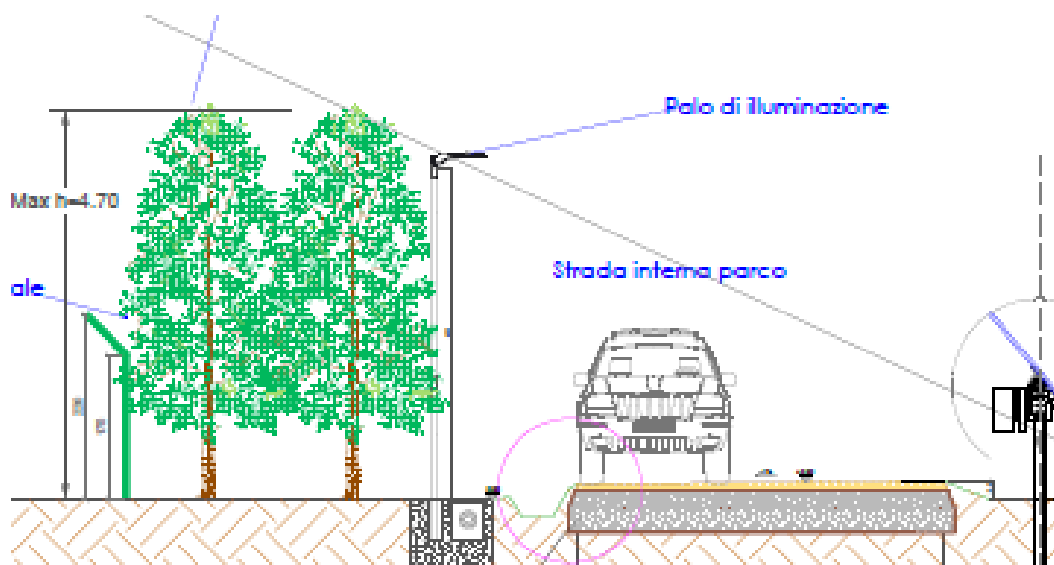 Palo di illuminazione
Max h=4.70
Strada interna parco
ale